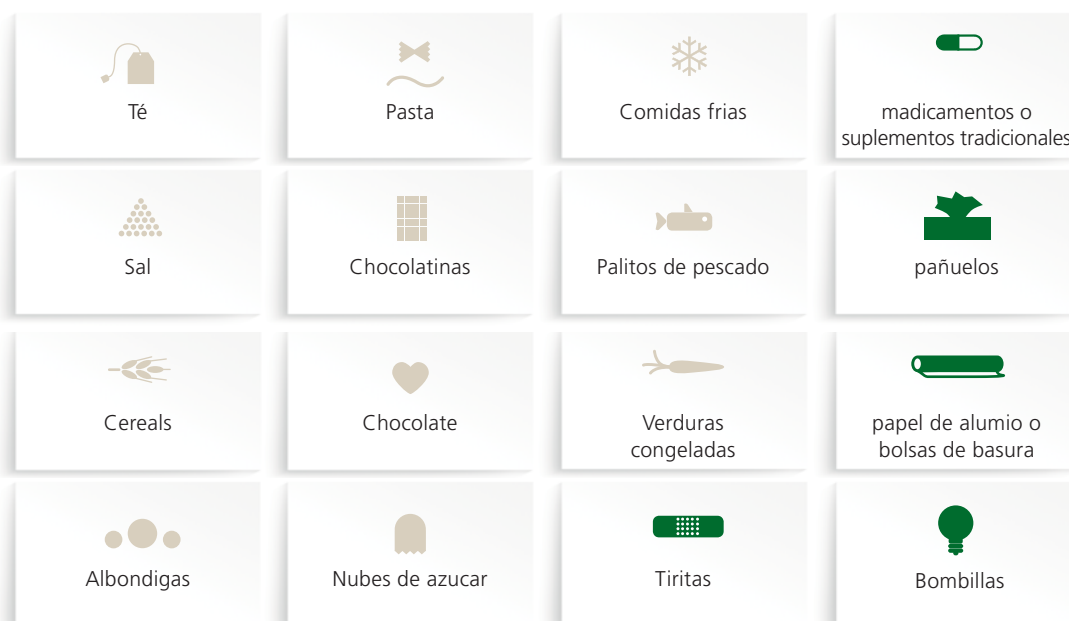 Té
Pasta
Comidas frias
madicamentos o
suplementos tradicionales
Sal
Chocolatinas
Palitos de pescado
pañuelos
Cereals
Chocolate
Verduras
congeladas
papel de alumio o
bolsas de basura
Albondigas
Nubes de azucar
Tiritas
Bombillas